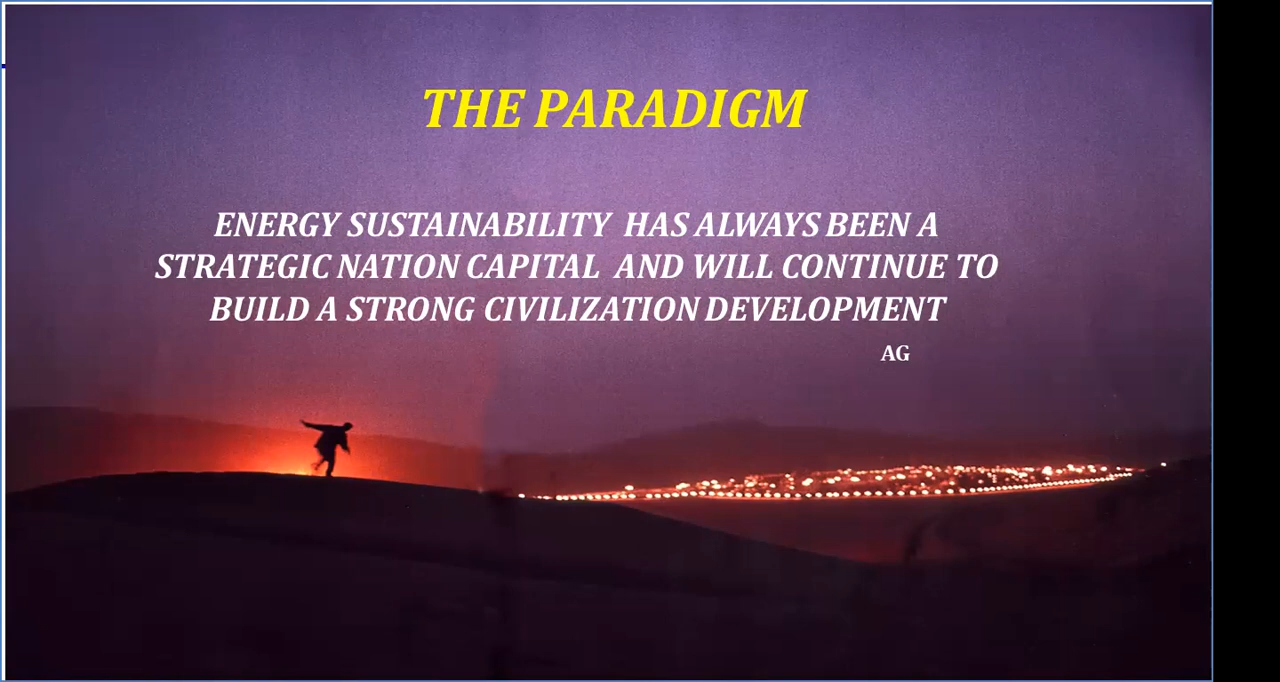 THE PARADIGM
ENERGY SUSTAINABILITY HAS ALWAYS BEEN A
STRATEGIC NATION CAPITAL AND WILL CONTINUE TO
BUILD A STRONG CIVILIZATION DEVELOPMENT
AG